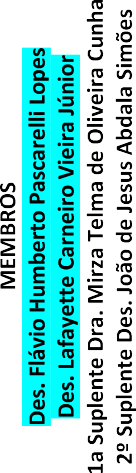 MEMBROS
Des. Flávio Humberto Pascarelli Lopes
Des. Lafayette Carneiro Vieira Júnior
1a Suplente Dra. Mirza Telma de Oliveira Cunha
2º Suplente Des. João de Jesus Abdala Simões